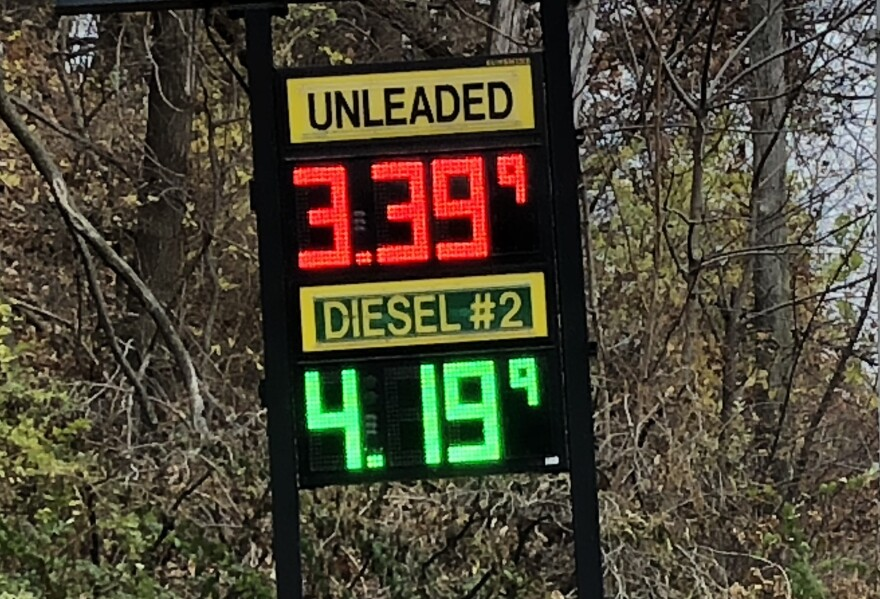 UNLEADED
3.39 9
DIESEL #2
4.19 9